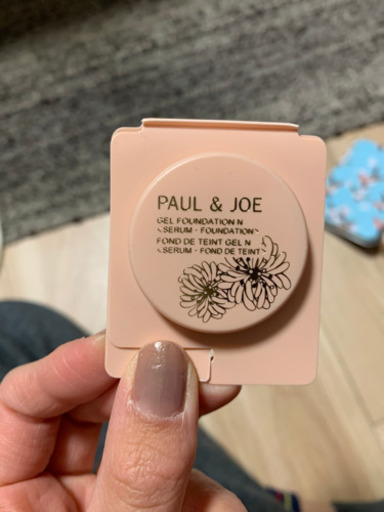 PAUL & JOE
GEL FOUNDATION N
<SERUM - FOUNDATION>
FOND DE TEINT GEL N
<SERUM - FOND DE TEINT>